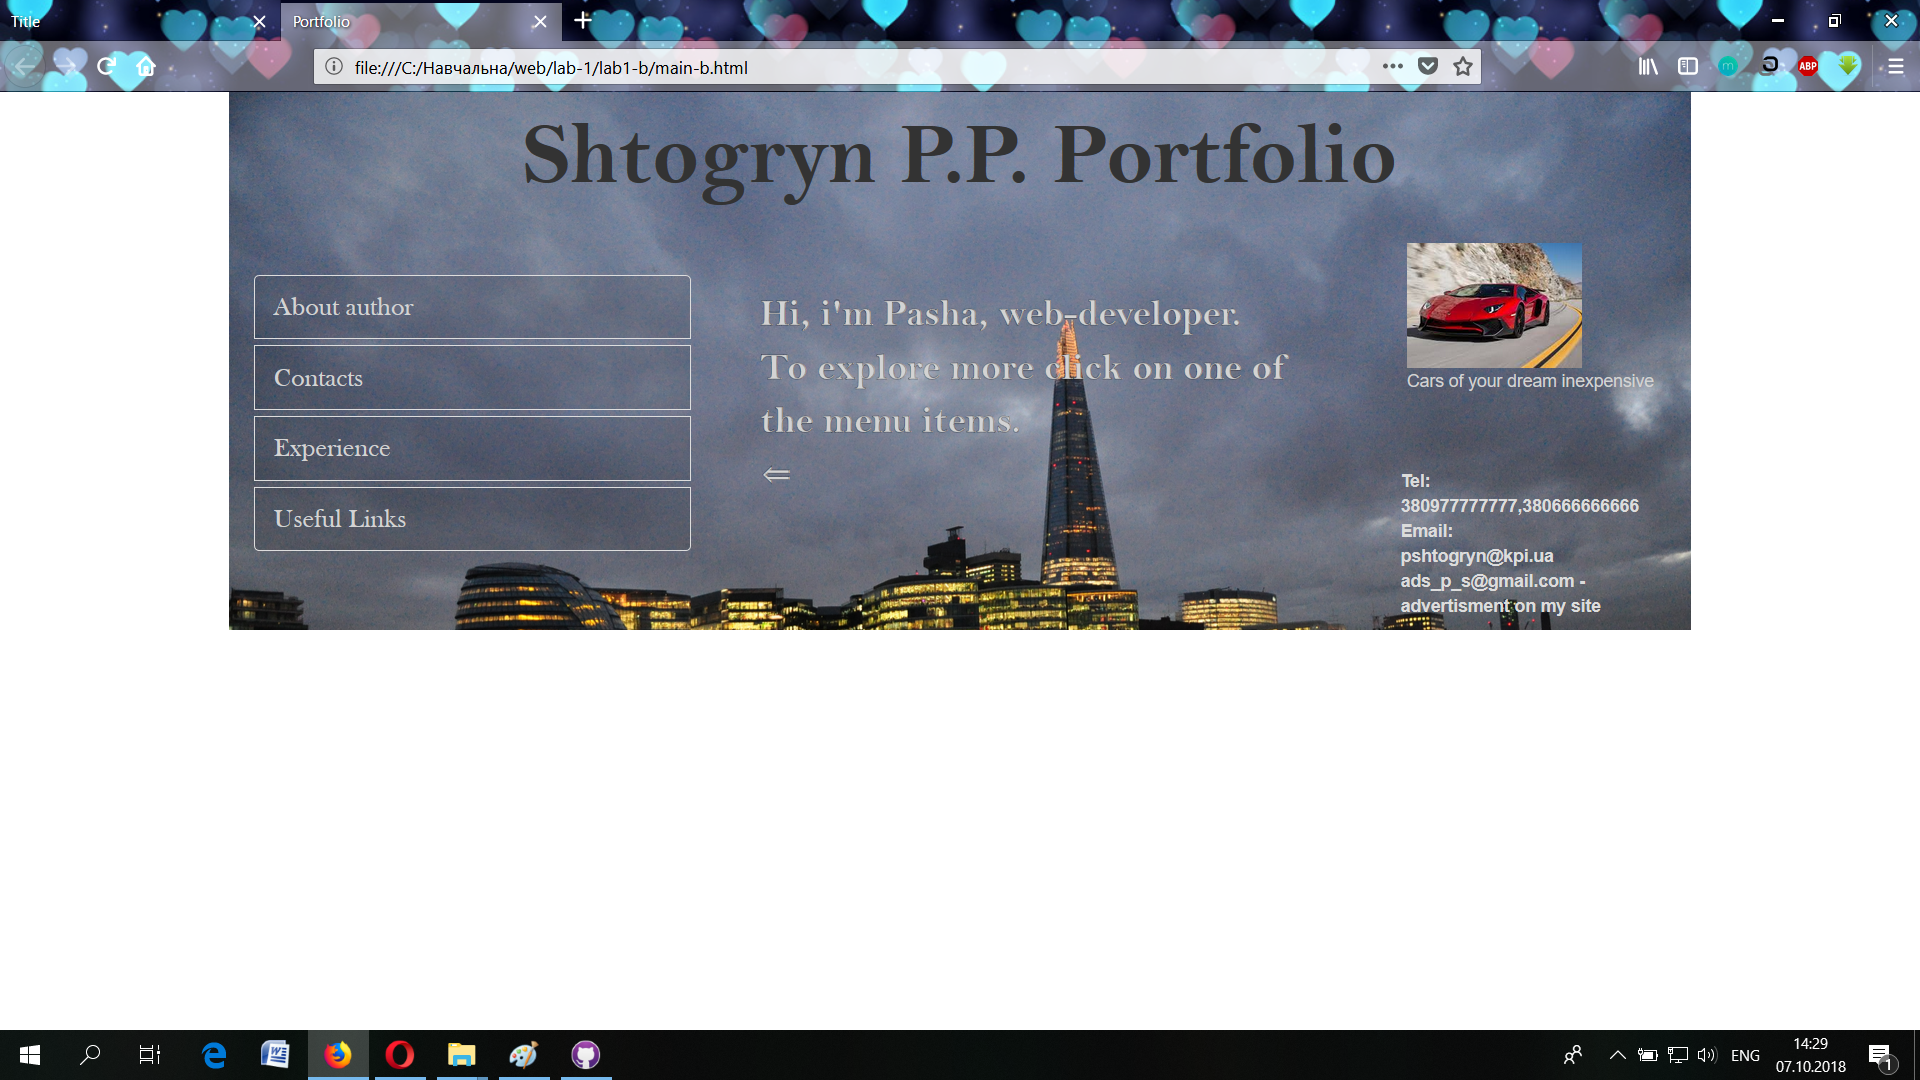 Title
Portfolio
file:///C:/Навчальна/web/lab-1/lab1-b/main-b.html
m
ABP
Shtogryn P.P. Portfolio
About author
Contacts
Experience
Useful Links
Hi, i'm Pasha, web-developer.
To explore more click on one of
the menu items.
⇐
Cars of your dream inexpensive
Tel:
380977777777,380666666666
Email:
pshtogryn@kpi.ua
ads_p_s@gmail.com -
advertisment on my site
ENG
14:29
07.10.2018
1